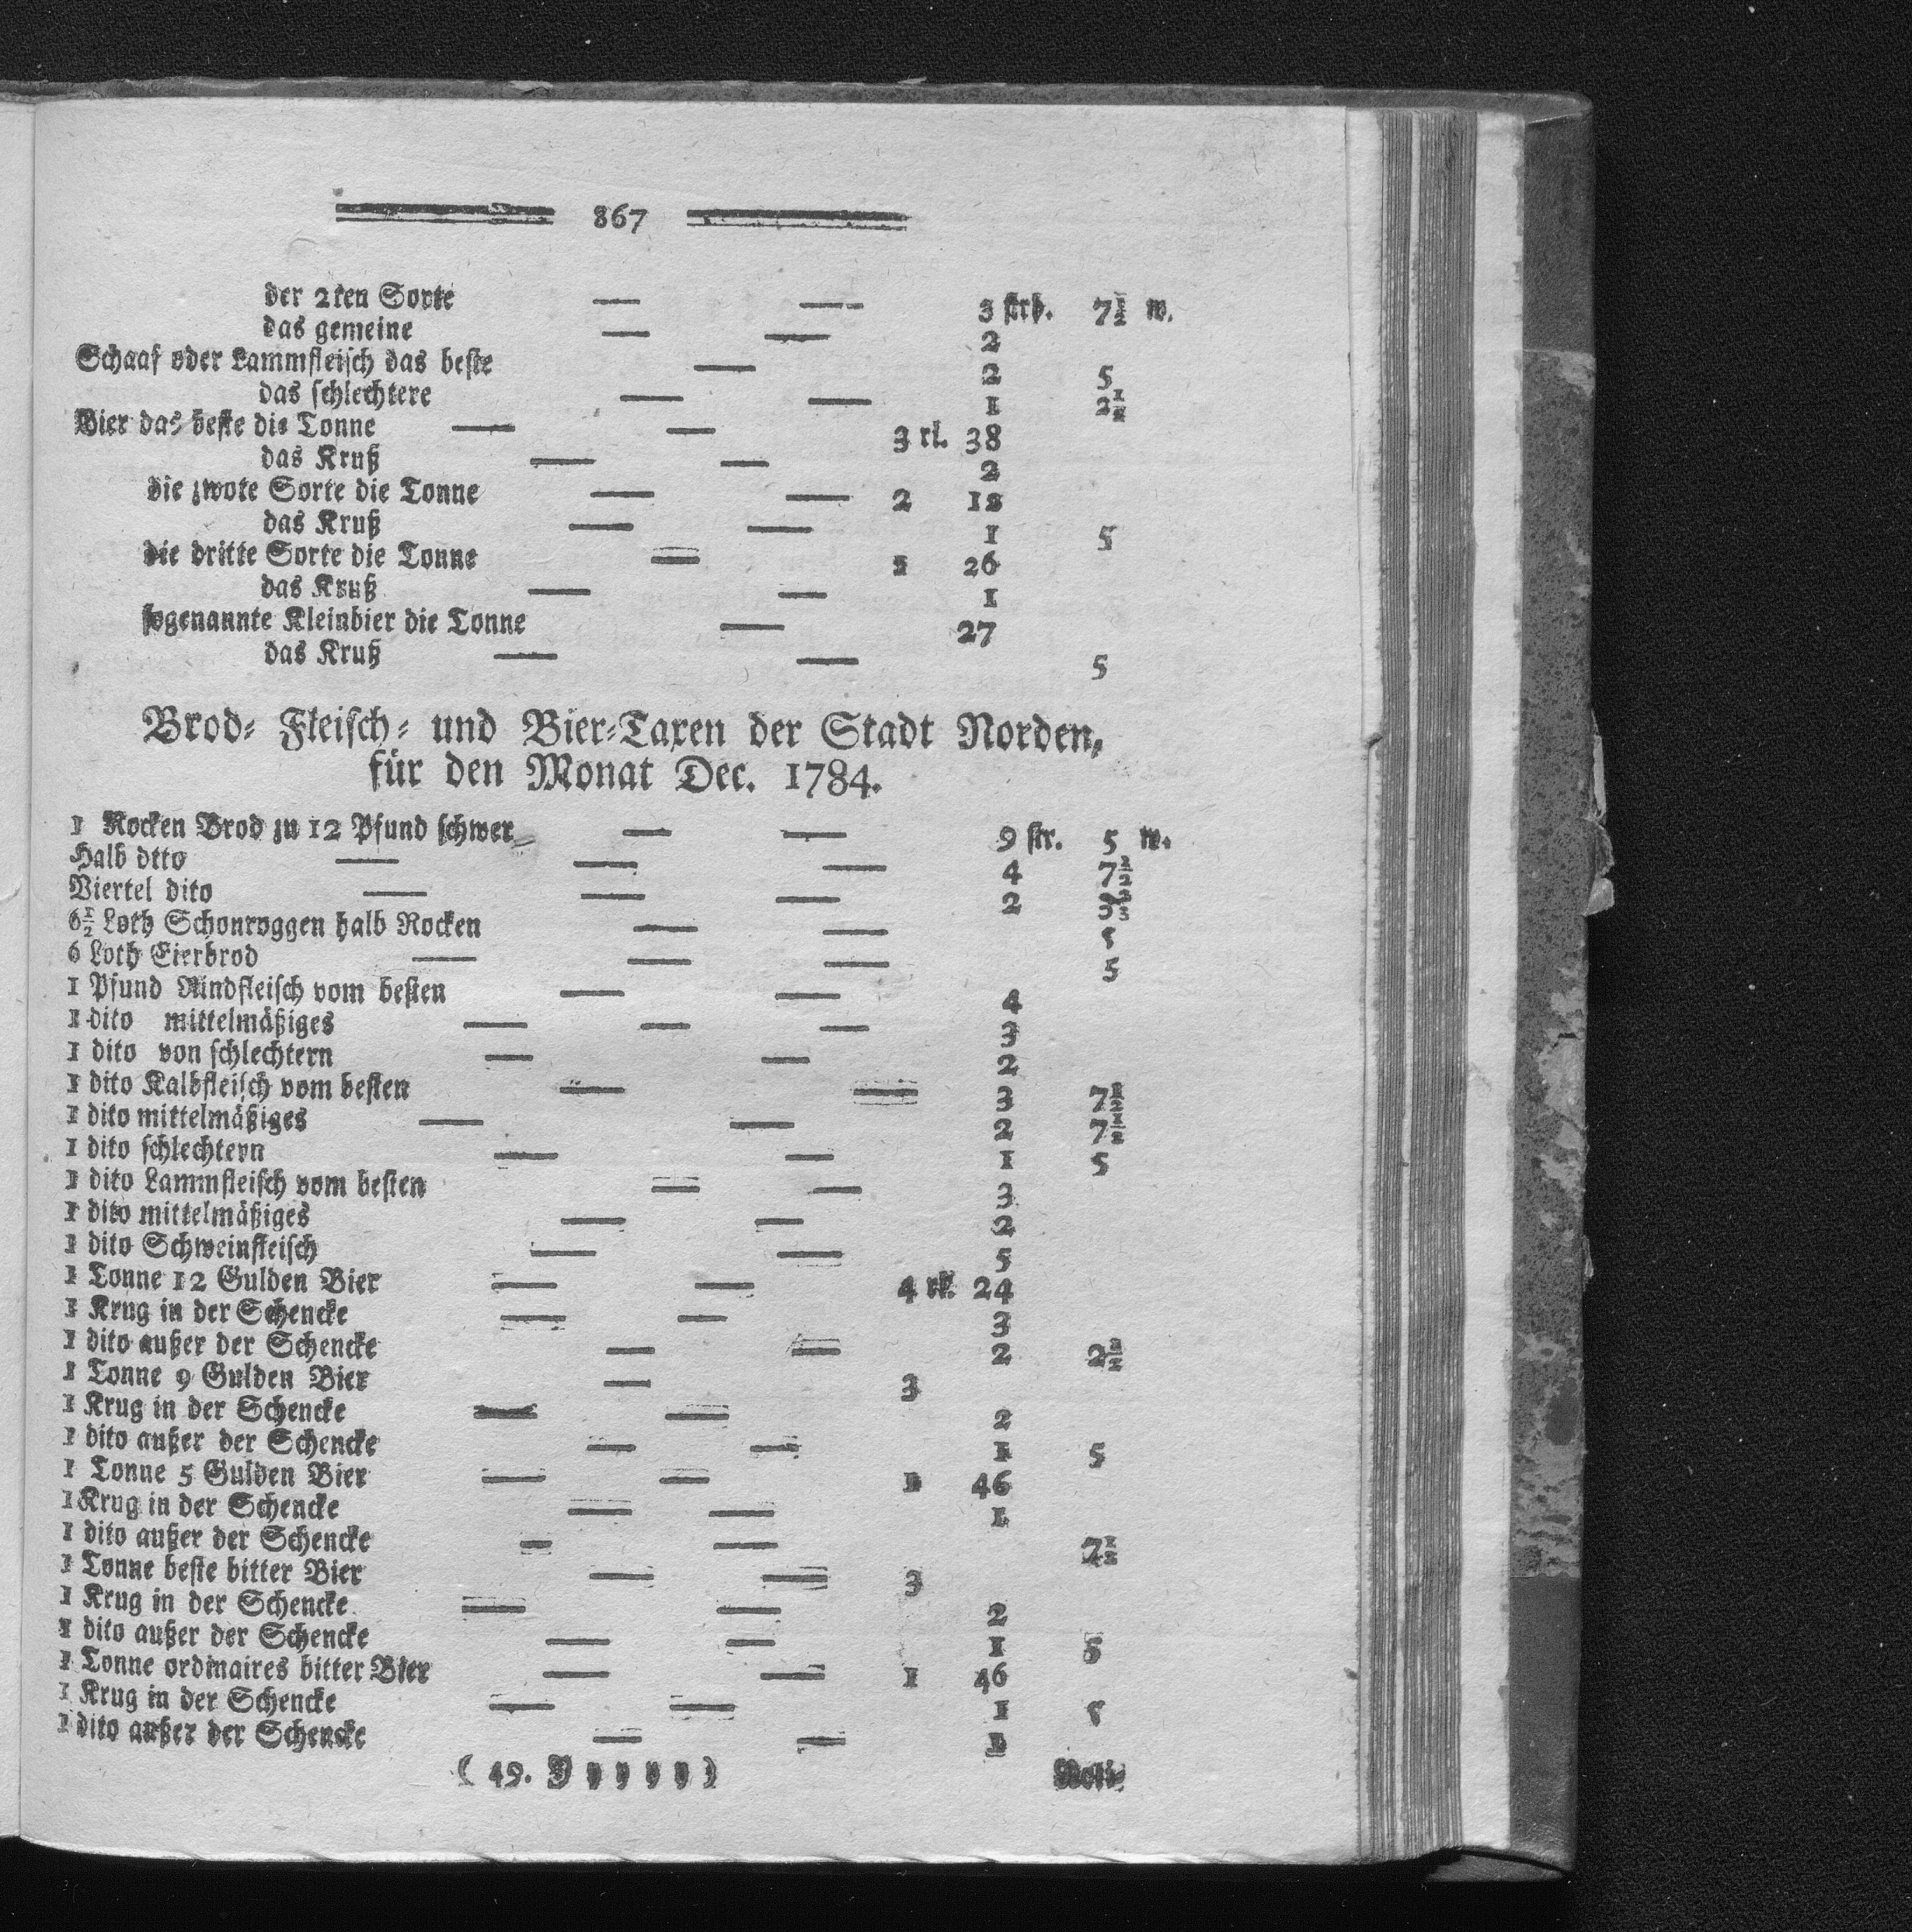 867
der 2ten Sorte — — 3 strb. 7½ w.
das gemeine — — 2
Schaaf oder Lammfleisch das beste — 2 5
das schlechtere — — 1 2½
Bier das beste die Tonne — — 3 rl. 38
das Kruß — — 2
die zwote Sorte die Tonne — — 2 18
das Kruß — — 1 5
die dritte Sorte die Tonne — 1 26
das Kruß — — 1
sogenannte Kleinbier die Tonne — 27
das Kruß — — 5
Brod- Fleisch- und Bier-Taxen der Stadt Norden,
für den Monat Dec. 1784.
1 Rocken Brod zu 12 Pfund schwer — — 9 str. 5 w.
Halb dito — — — 4 7½
Viertel dito — — — 2
6½ Loth Schonroggen halb Rocken — — 5
6 Loth Eierbrod — — — 5
1 Pfund Rindfleisch vom besten — — 4
1 dito mittelmäßiges — — — 3
1 dito von schlechtern — — 2
1 dito Kalbfleisch vom besten — — 3 7½
1 dito mittelmäßiges — — 2 7½
1 dito schlechtern — — 1 5
1 dito Lammfleisch vom besten — — 3
1 dito mittelmäßiges — — 2
1 dito Schweinfleisch — — 5
1 Tonne 12 Gulden Bier — — 4 rl. 24
1 Krug in der Schencke — — 3
1 dito außer der Schencke — — 2 2½
1 Tonne 9 Gulden Bier — 3
1 Krug in der Schencke — — 2
1 dito außer der Schencke — — 1 5
1 Tonne 5 Gulden Bier — — 1 46
1 Krug in der Schencke — — 1
1 dito außer der Schencke — — 7½
1 Tonne beste bitter Bier — — 3
1 Krug in der Schencke — — 2
1 dito außer der Schencke — — 1 5
1 Tonne ordinaires bitter Bier — — 1 46
1 Krug in der Schencke — — 1 5
1 dito außer der Schencke — — 1
( 49. Y y y y y )